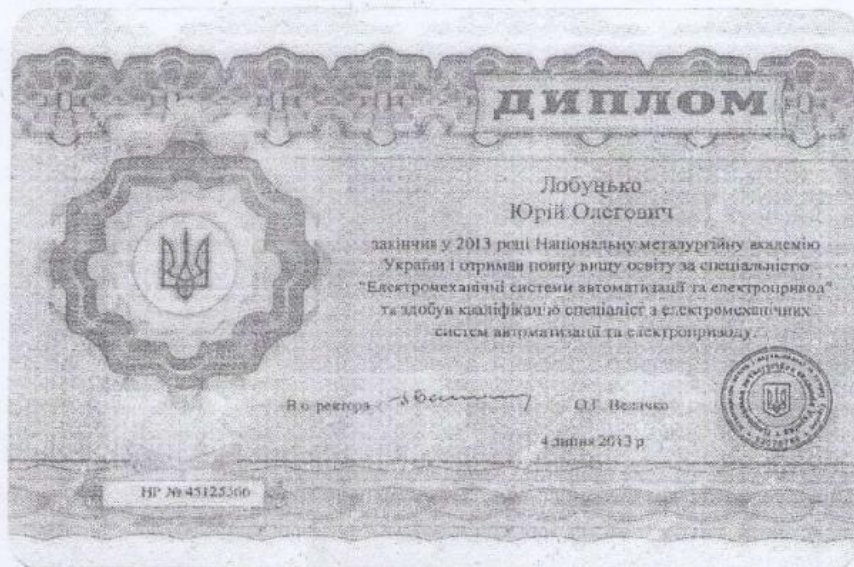 ДИПЛОМ
Лобунько
Юрій Олегович
закінчив у 2013 році Національну металургійну академію
України і отримав повну вищу освіту за спеціальністю
"Електромеханічні системи автоматизації та електропривод"
та здобув кваліфікацію спеціаліст з електромеханічних
систем автоматизації та електроприводу.
В.о. ректора О.Г. Величко
4 липня 2013 р
НР № 45125366